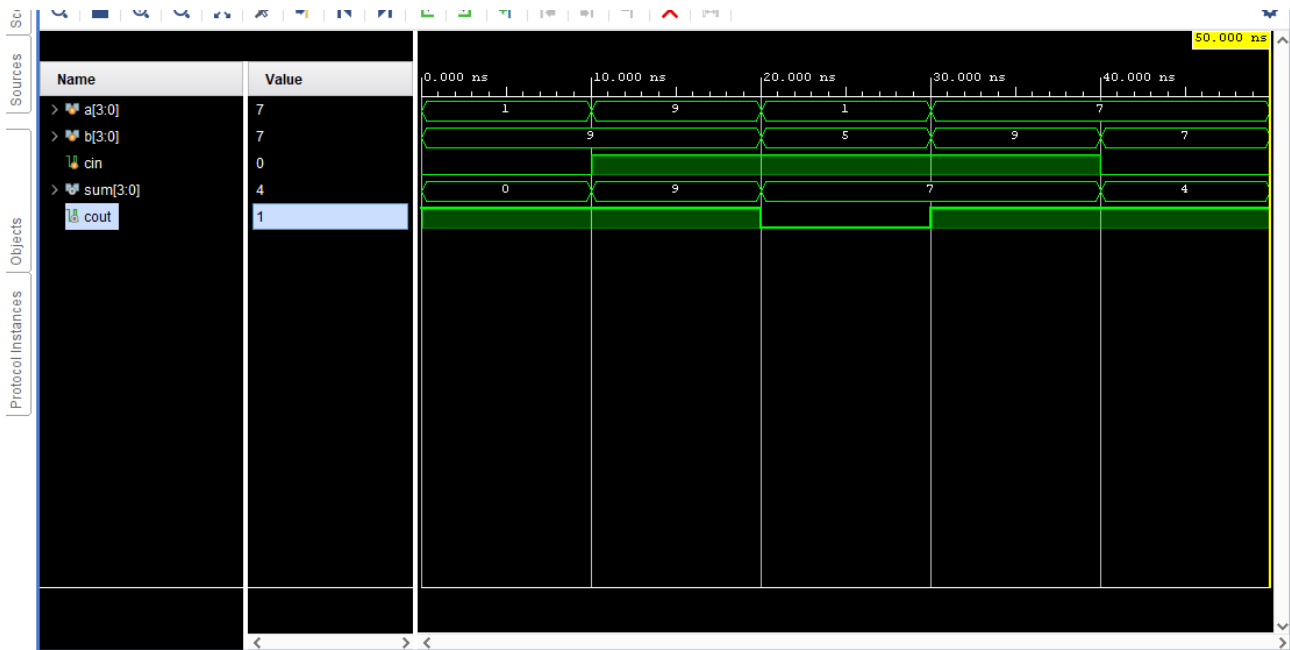 Sources
Objects
Protocol Instances
50.000 ns
Name Value 0.000 ns 10.000 ns 20.000 ns 30.000 ns 40.000 ns
a[3:0] 7 1 9 1 7
b[3:0] 7 9 5 9 7
cin 0
sum[3:0] 4 0 9 7 4
cout 1